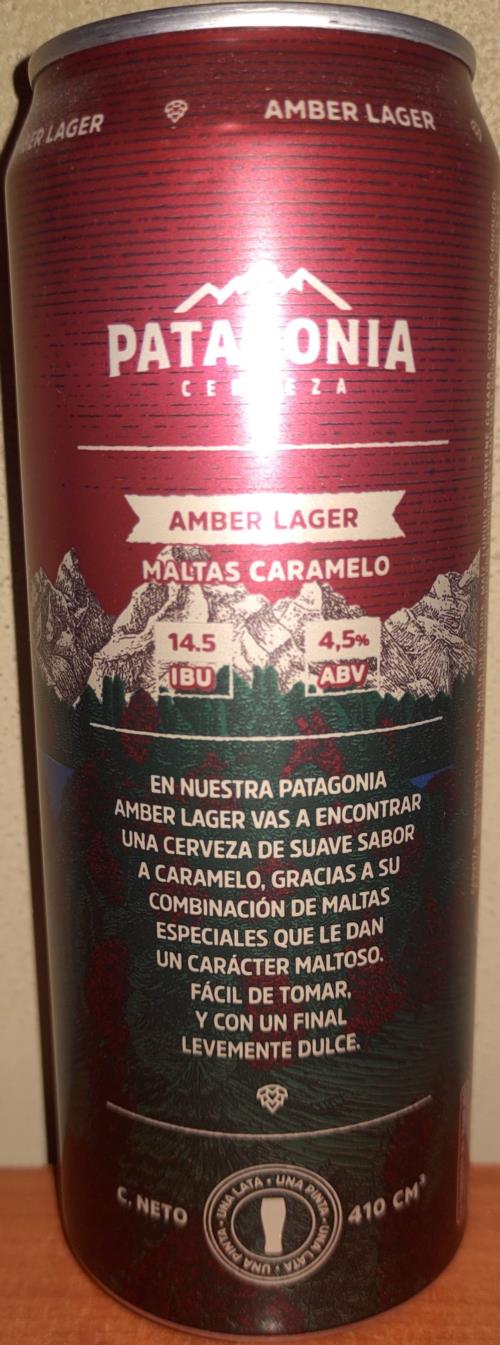 LAGER
AMBER LAGER
PATAGONIA
CERVEZA
AMBER LAGER
MALTAS CARAMELO
14.5
IBU
4,5%
ABV
EN NUESTRA PATAGONIA
AMBER LAGER VAS A ENCONTRAR
UNA CERVEZA DE SUAVE SABOR
A CARAMELO, GRACIAS A SU
COMBINACIÓN DE MALTAS
ESPECIALES QUE LE DAN
UN CARÁCTER MALTOSO.
FÁCIL DE TOMAR,
Y CON UN FINAL
LEVEMENTE DULCE.
C. NETO
UNA LATA • UNA PINTA • UNA LATA • UNA PINTA •
410 CM³